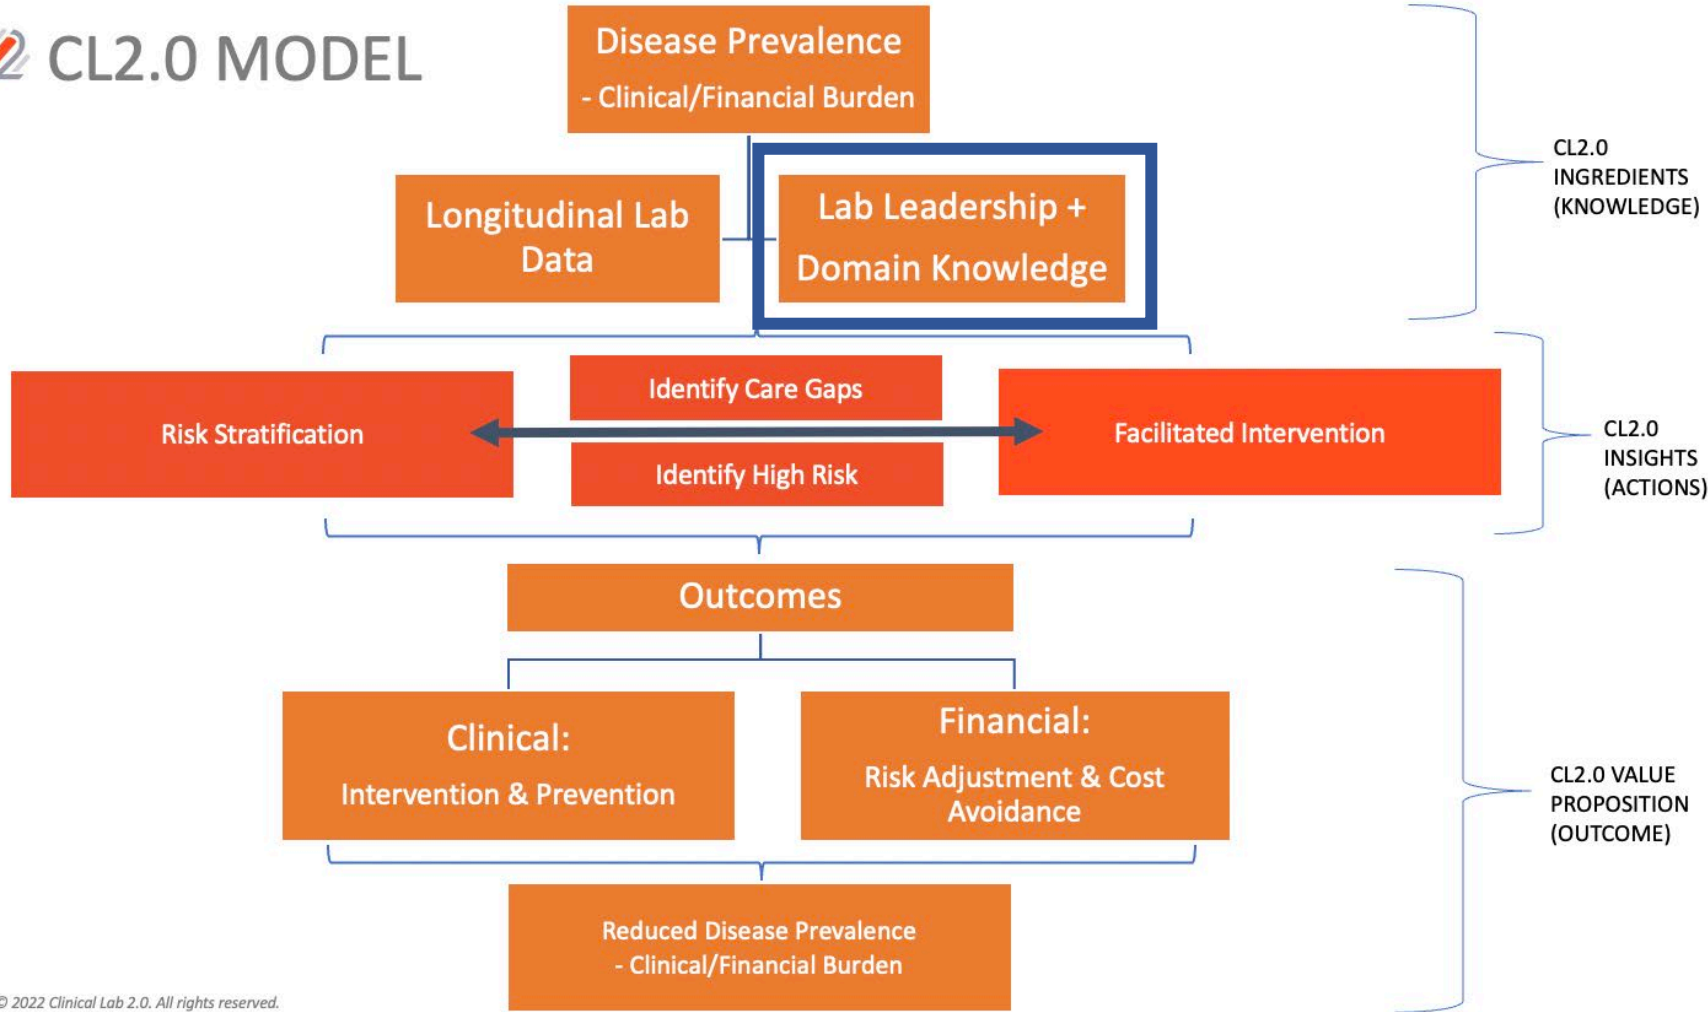 CL2.0 MODEL
Disease Prevalence
- Clinical/Financial Burden
Longitudinal Lab
Data
Lab Leadership +
Domain Knowledge
CL2.0
INGREDIENTS
(KNOWLEDGE)
Risk Stratification
Identify Care Gaps
Identify High Risk
Facilitated Intervention
CL2.0
INSIGHTS
(ACTIONS)
Outcomes
Clinical:
Intervention & Prevention
Financial:
Risk Adjustment & Cost
Avoidance
CL2.0 VALUE
PROPOSITION
(OUTCOME)
Reduced Disease Prevalence
- Clinical/Financial Burden
© 2022 Clinical Lab 2.0. All rights reserved.